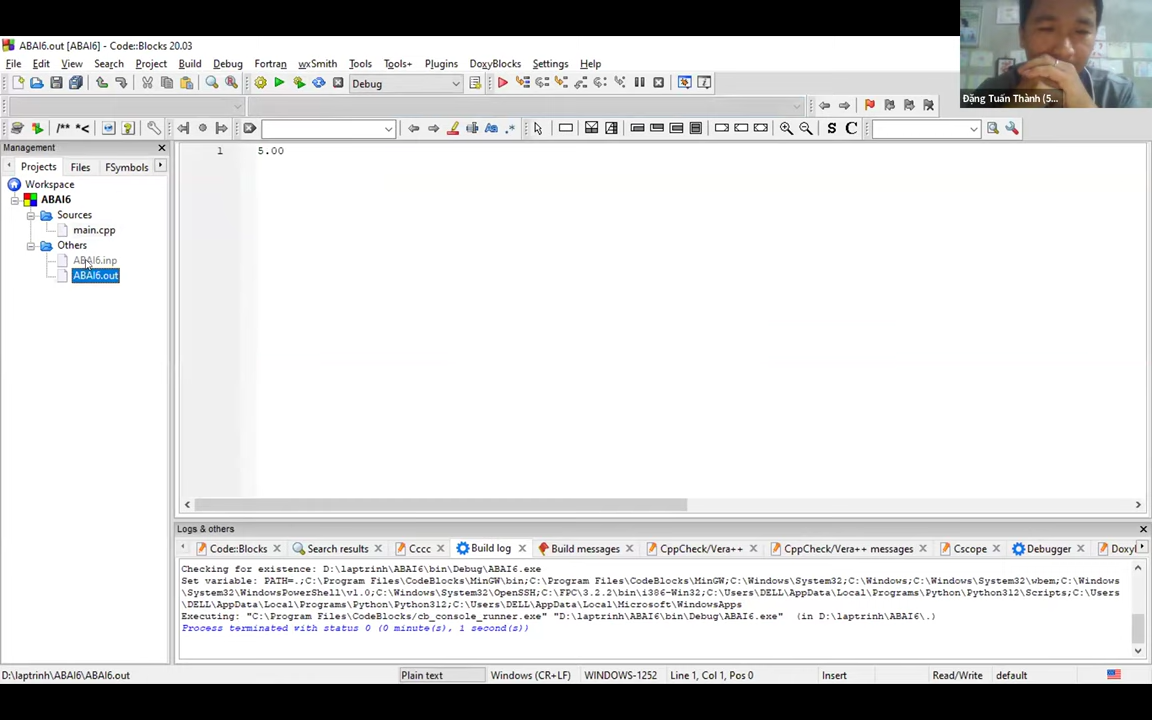 ABAI6.out [ABAI6] - Code::Blocks 20.03
File Edit View Search Project Build Debug Fortran wxSmith Tools Tools+ Plugins DoxyBlocks Settings Help
Debug
Đặng Tuấn Thành (5...
/** *<
S C
Management
Projects Files FSymbols
Workspace
ABAI6
Sources
main.cpp
Others
ABAI6.inp
ABAI6.out
1 5.00
Logs & others
Code::Blocks Search results Cccc Build log Build messages CppCheck/Vera++ CppCheck/Vera++ messages Cscope Debugger Doxyl
Checking for existence: D:\laptrinh\ABAI6\bin\Debug\ABAI6.exe
Set variable: PATH=.;C:\Program Files\CodeBlocks\MinGW\bin;C:\Program Files\CodeBlocks\MinGW;C:\Windows\System32;C:\Windows;C:\Windows\System32\wbem;C:\Windows
\System32\WindowsPowerShell\v1.0;C:\Windows\System32\OpenSSH;C:\FPC\3.2.2\bin\i386-Win32;C:\Users\DELL\AppData\Local\Programs\Python\Python312\Scripts;C:\Users
\DELL\AppData\Local\Programs\Python\Python312;C:\Users\DELL\AppData\Local\Microsoft\WindowsApps
Executing: "C:\Program Files\CodeBlocks/cb_console_runner.exe" "D:\laptrinh\ABAI6\bin\Debug\ABAI6.exe" (in D:\laptrinh\ABAI6\.)
Process terminated with status 0 (0 minute(s), 1 second(s))
D:\laptrinh\ABAI6\ABAI6.out Plain text Windows (CR+LF) WINDOWS-1252 Line 1, Col 1, Pos 0 Insert Read/Write default